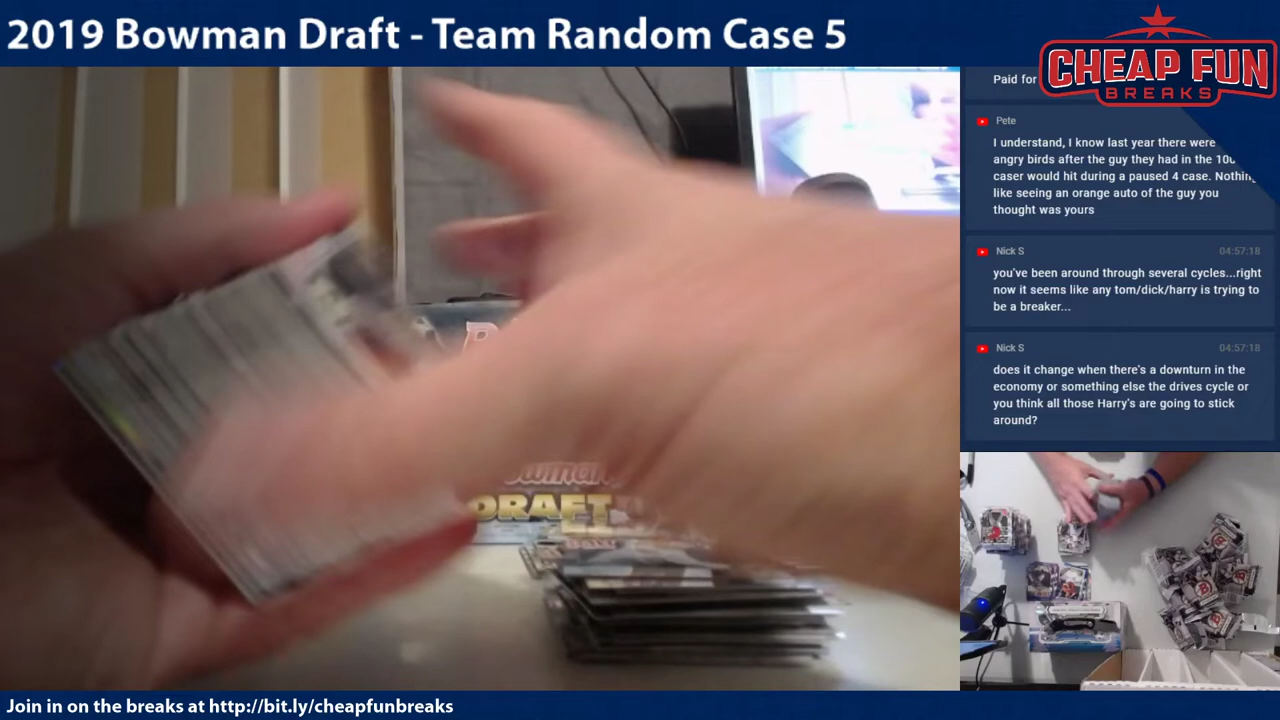 2019 Bowman Draft - Team Random Case 5
CHEAP FUN
BREAKS
Paid for
Pete
I understand, I know last year there were
angry birds after the guy they had in the
caser would hit during a paused 4 case.
like seeing an orange auto of the guy you
thought was yours
Nick S 04:57:18
you've been around through several cycles...right
now it seems like any tom/dick/harry is trying to
be a breaker...
Nick S 04:57:18
does it change when there's a downturn in the
economy or something else the drives cycle or
you think all those Harry's are going to stick
around?
DRAFT
Join in on the breaks at http://bit.ly/cheapfunbreaks